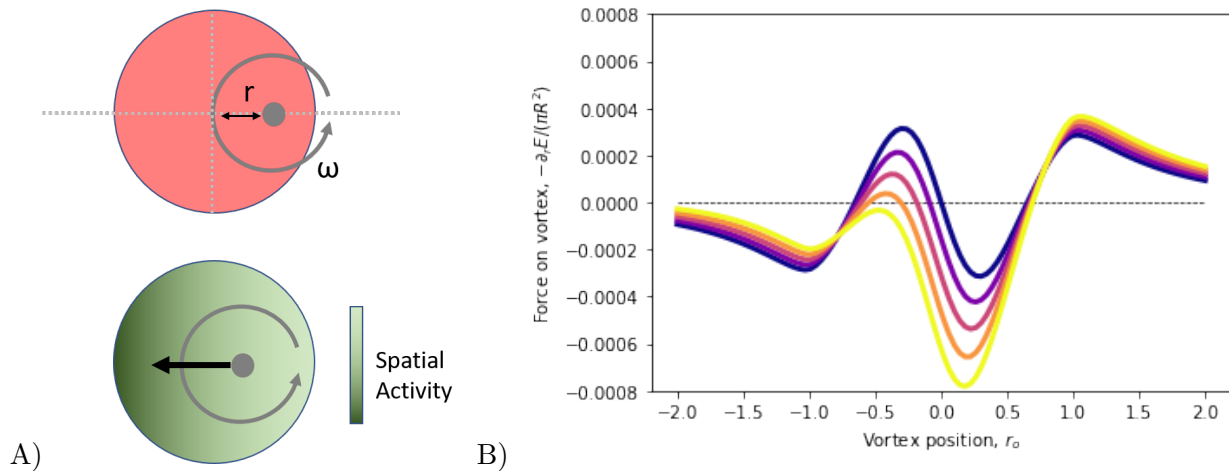 r
ω
Spatial
Activity
A)
B)
Force on vortex, −∂ᵣE/(πR²)
0.0008
0.0006
0.0004
0.0002
0.0000
−0.0002
−0.0004
−0.0006
−0.0008
−2.0 −1.5 −1.0 −0.5 0.0 0.5 1.0 1.5 2.0
Vortex position, rₒ